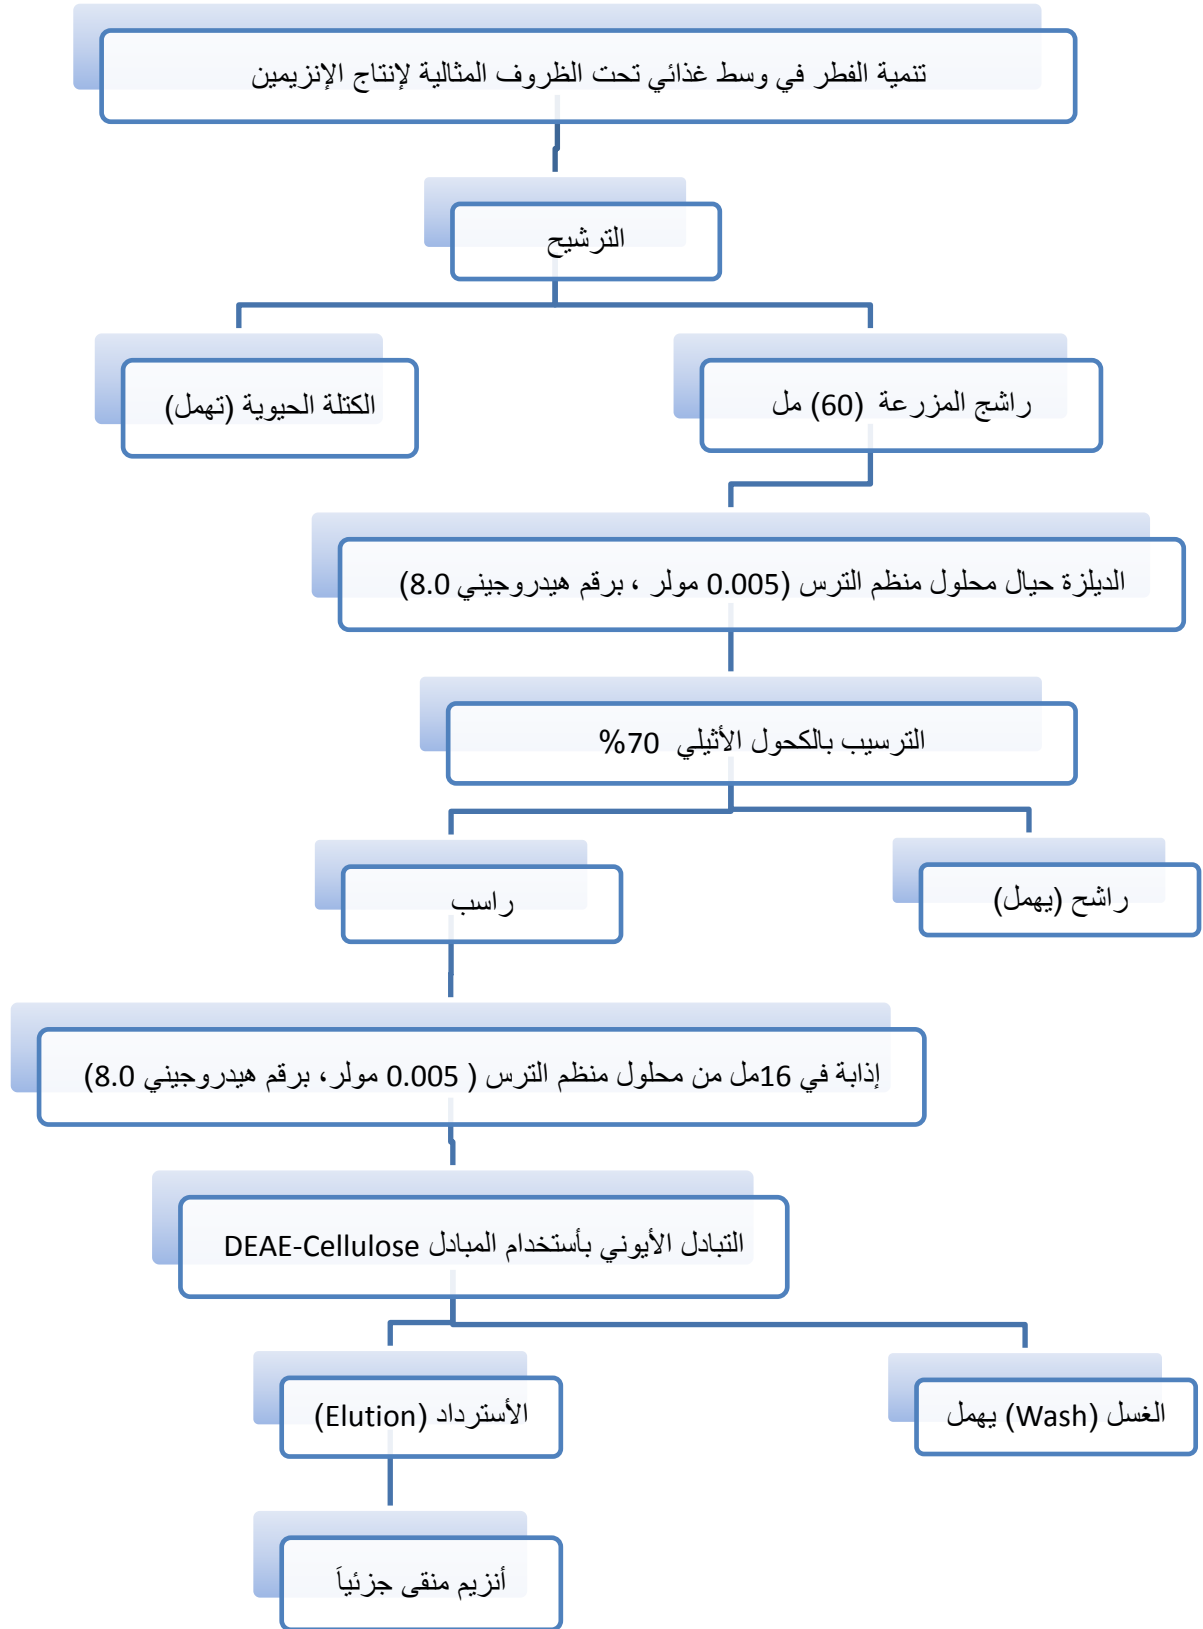 تنمية الفطر في وسط غذائي تحت الظروف المثالية لإنتاج الإنزيمين
الترشيح
راشج المزرعة (60) مل
الكتلة الحيوية (تهمل)
الديلزة حيال محلول منظم الترس (0.005 مولر ، برقم هيدروجيني 8.0)
الترسيب بالكحول الأثيلي 70%
راشح (يهمل)
راسب
إذابة في 16مل من محلول منظم الترس ( 0.005 مولر، برقم هيدروجيني 8.0)
التبادل الأيوني بأستخدام المبادل DEAE-Cellulose
الغسل (Wash) يهمل
الأسترداد (Elution)
أنزيم منقى جزئياَ